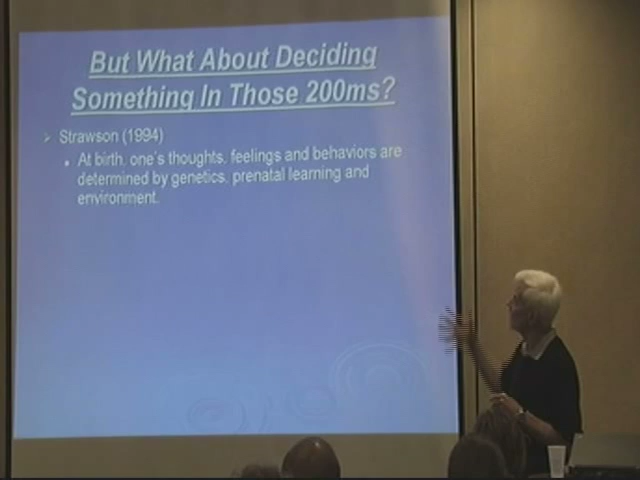 But What About Deciding
Something In Those 200ms?
Strawson (1994)
At birth, one's thoughts, feelings and behaviors are
determined by genetics, prenatal learning and
environment.